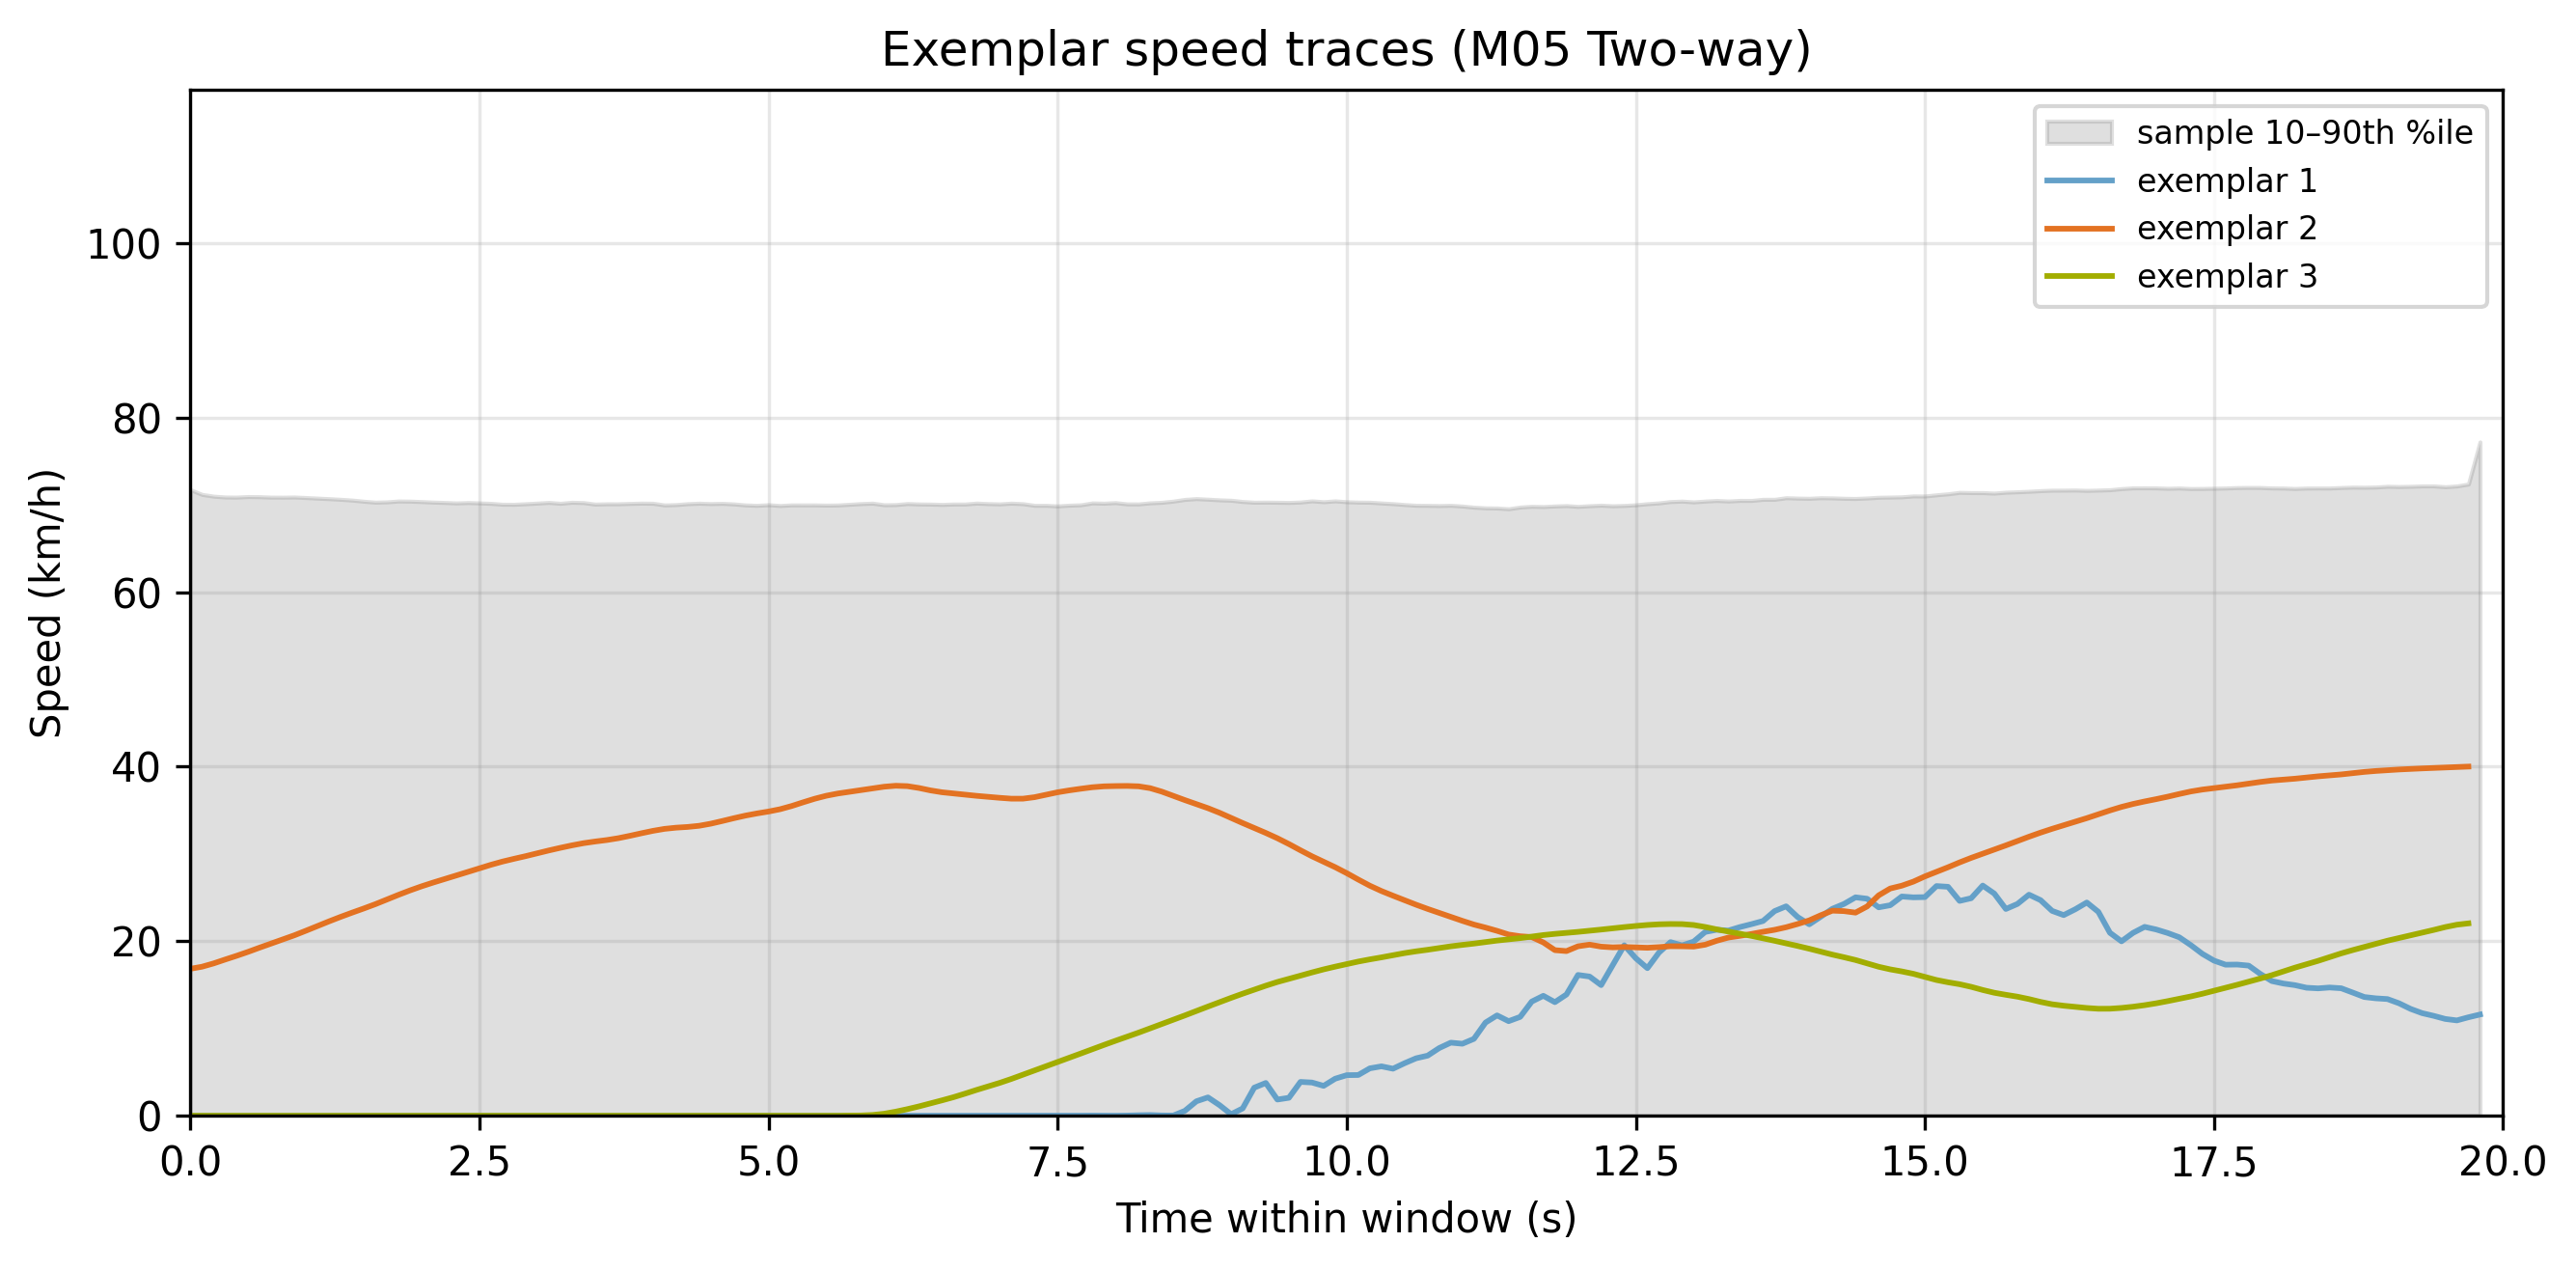 Exemplar speed traces (M05 Two-way)
sample 10–90th %ile
exemplar 1
exemplar 2
exemplar 3
Speed (km/h)
100
80
60
40
20
0
0.0 2.5 5.0 7.5 10.0 12.5 15.0 17.5 20.0
Time within window (s)